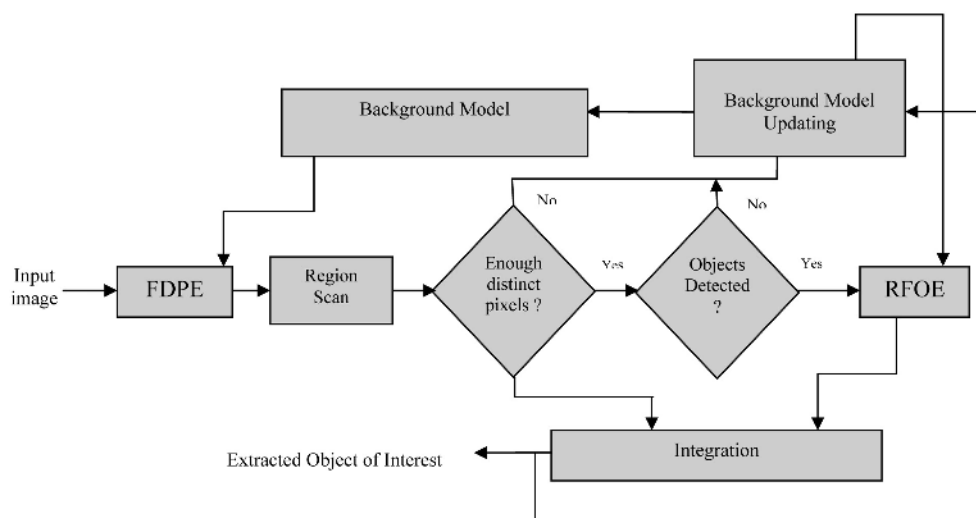 Background Model
Background Model
Updating
No
No
Input
image
FDPE
Region
Scan
Enough
distinct
pixels ?
Yes
Objects
Detected
?
Yes
RFOE
Extracted Object of Interest
Integration